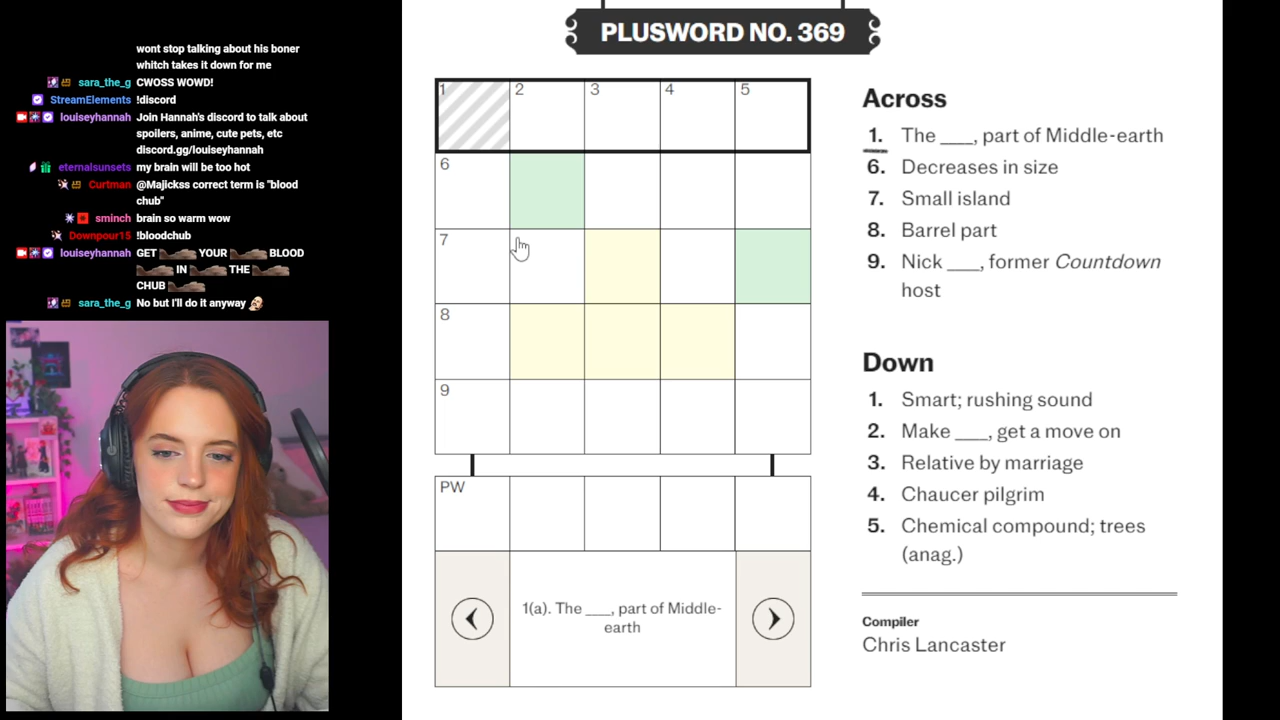 wont stop talking about his boner
whitch takes it down for me
sara_the_g CWOSS WOWD!
StreamElements !discord
louiseyhannah Join Hannah's discord to talk about
spoilers, anime, cute pets, etc
discord.gg/louiseyhannah
eternalsunsets my brain will be too hot
Curtman @Majickss correct term is "blood
chub"
sminch brain so warm wow
Downpour15 !bloodchub
louiseyhannah GET YOUR BLOOD
IN THE
CHUB
sara_the_g No but I'll do it anyway
PLUSWORD NO. 369
1 2 3 4 5
6
7
8
9
PW
1(a). The ___, part of Middle-
earth
Across
1. The ___, part of Middle-earth
6. Decreases in size
7. Small island
8. Barrel part
9. Nick ___, former Countdown
host
Down
1. Smart; rushing sound
2. Make ___, get a move on
3. Relative by marriage
4. Chaucer pilgrim
5. Chemical compound; trees
(anag.)
Compiler
Chris Lancaster